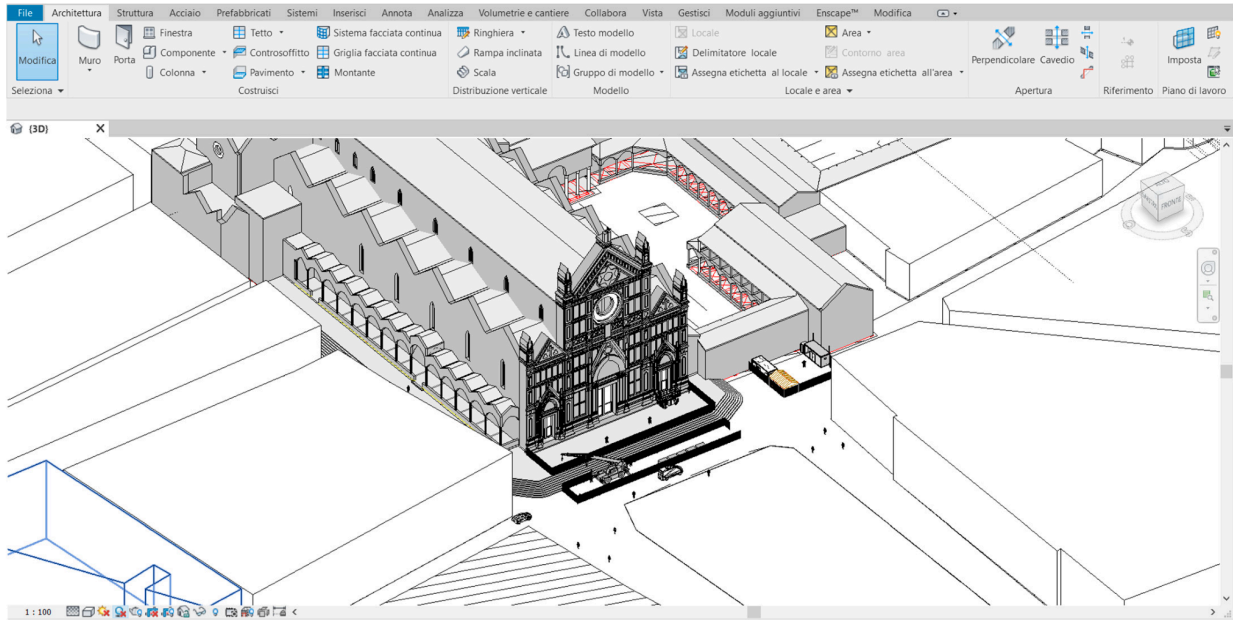 File Architettura Struttura Acciaio Prefabbricati Sistemi Inserisci Annota Analizza Volumetrie e cantiere Collabora Vista Gestisci Moduli aggiuntivi Enscape™ Modifica
Finestra Tetto Sistema facciata continua Ringhiera Testo modello Locale Area
Componente Controsoffitto Griglia facciata continua Rampa inclinata Linea di modello Delimitatore locale Contorno area
Modifica Muro Porta Perpendicolare Cavedio Imposta
Colonna Pavimento Montante Scala Gruppo di modello Assegna etichetta al locale Assegna etichetta all'area
Seleziona Costruisci Distribuzione verticale Modello Locale e area Apertura Riferimento Piano di lavoro
(3D)
FRONTE
1 : 100